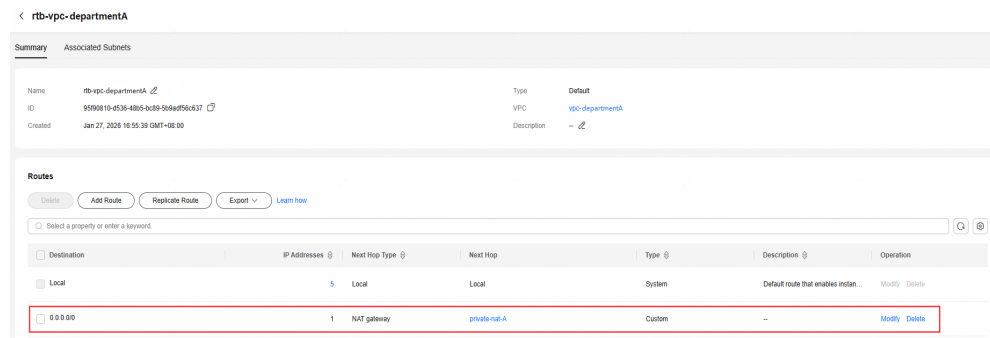 rtb-vpc-departmentA
Summary Associated Subnets
Name rtb-vpc-departmentA Type Default
ID 95f90810-d536-48b5-bc89-5b9adf56c637 VPC vpc-departmentA
Created Jan 27, 2026 16:55:39 GMT+08:00 Description --
Routes
Delete Add Route Replicate Route Export Learn how
Select a property or enter a keyword.
Destination IP Addresses Next Hop Type Next Hop Type Description Operation
Local 5 Local Local System Default route that enables instan... Modify Delete
0.0.0.0/0 1 NAT gateway private-nat-A Custom -- Modify Delete